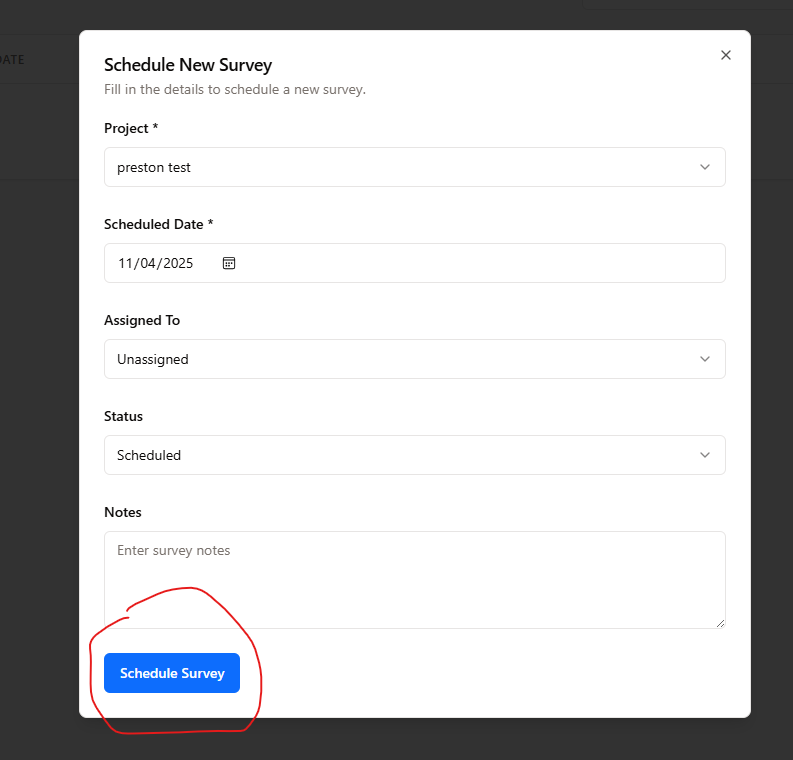 DATE
Schedule New Survey
Fill in the details to schedule a new survey.
Project *
preston test
Scheduled Date *
11/04/2025
Assigned To
Unassigned
Status
Scheduled
Notes
Enter survey notes
Schedule Survey